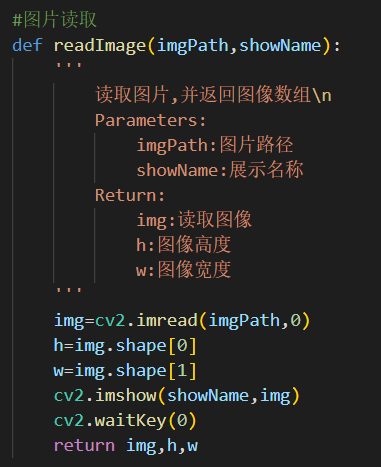 #图片读取
def readImage(imgPath,showName):
    '''
        读取图片,并返回图像数组\n
        Parameters:
            imgPath:图片路径
            showName:展示名称
        Return:
            img:读取图像
            h:图像高度
            w:图像宽度
    '''
    img=cv2.imread(imgPath,0)
    h=img.shape[0]
    w=img.shape[1]
    cv2.imshow(showName,img)
    cv2.waitKey(0)
    return img,h,w